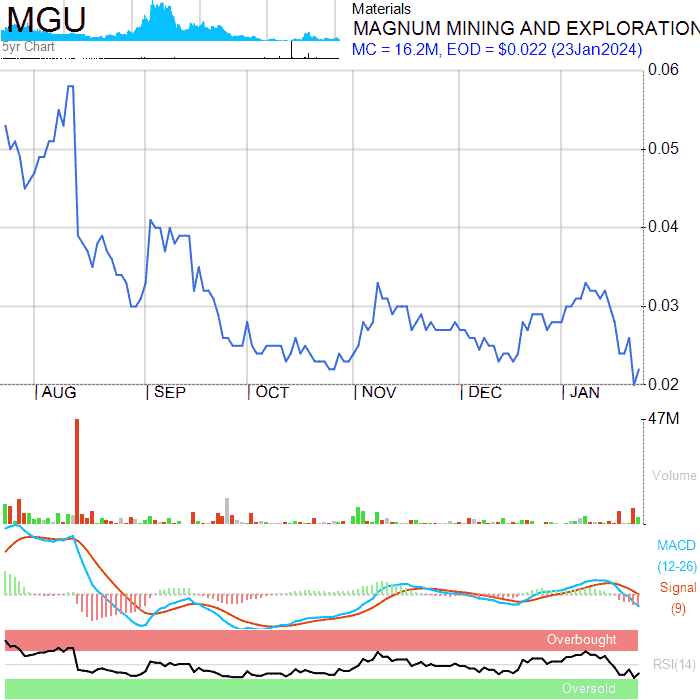 MGU
5yr Chart
Materials
MAGNUM MINING AND EXPLORATION
MC = 16.2M, EOD = $0.022 (23Jan2024)
0.06
0.05
0.04
0.03
0.02
AUG SEP OCT NOV DEC JAN
47M
Volume
MACD
(12-26)
Signal
(9)
Overbought
RSI(14)
Oversold